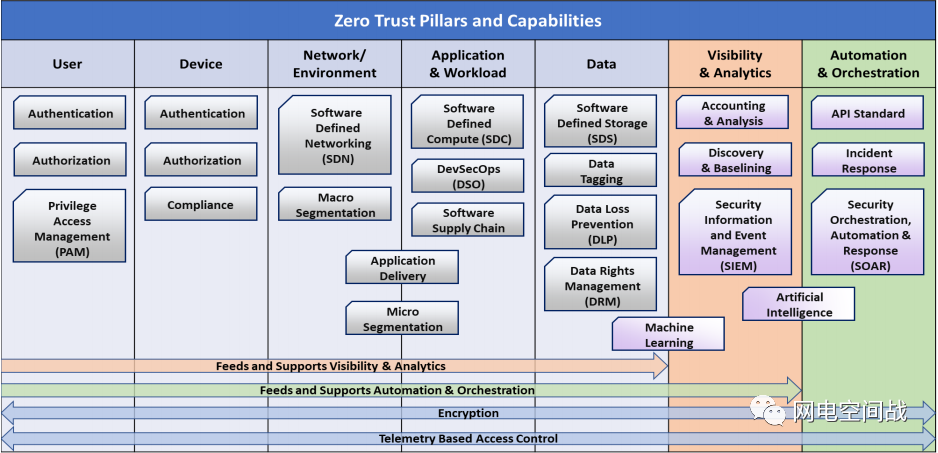 Zero Trust Pillars and Capabilities
User
Device
Network/
Environment
Application
& Workload
Data
Visibility
& Analytics
Automation
& Orchestration
Authentication
Authorization
Privilege
Access
Management
(PAM)
Authentication
Authorization
Compliance
Software
Defined
Networking
(SDN)
Macro
Segmentation
Software
Defined
Compute (SDC)
DevSecOps
(DSO)
Software
Supply Chain
Application
Delivery
Micro
Segmentation
Software
Defined Storage
(SDS)
Data
Tagging
Data Loss
Prevention
(DLP)
Data Rights
Management
(DRM)
Machine
Learning
Accounting
& Analysis
Discovery
& Baselining
Security
Information
and Event
Management
(SIEM)
Artificial
Intelligence
API Standard
Incident
Response
Security
Orchestration,
Automation &
Response
(SOAR)
Feeds and Supports Visibility & Analytics
Feeds and Supports Automation & Orchestration
Encryption
Telemetry Based Access Control
网电空间战